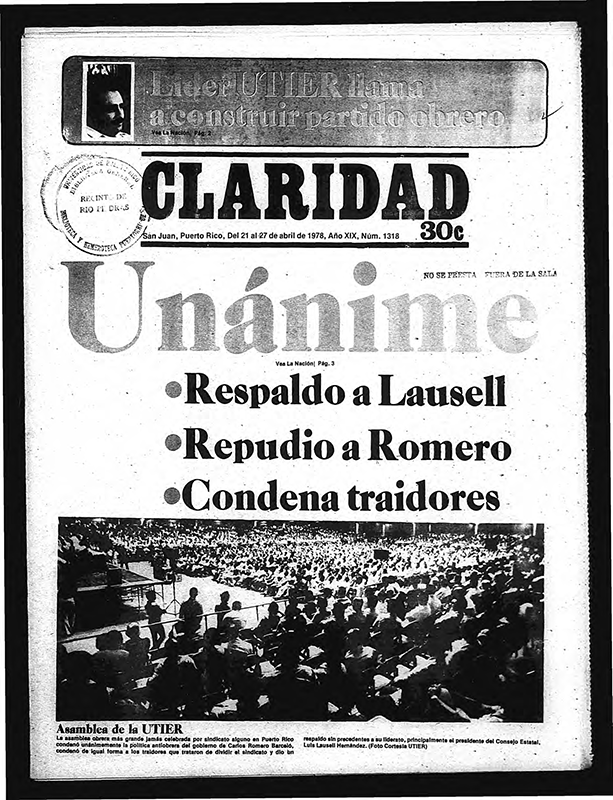 Líder UTIER llama
a construir partido obrero
Vea La Nación, Pág. 2
CLARIDAD
RECINTO DE
San Juan, Puerto Rico, Del 21 al 27 de abril de 1978, Año XIX, Núm. 1318
30¢
NO SE PRESTA FUERA DE LA SALA
Unánime
Vea La Nación| Pág. 3
•Respaldo a Lausell
•Repudio a Romero
•Condena traidores
Asamblea de la UTIER
La asamblea obrera más grande jamás celebrada por sindicato alguno en Puerto Rico
condenó unánimemente la política antiobrera del gobierno de Carlos Romero Barceló,
condenó de igual forma a los traidores que trataron de dividir el sindicato y dio un
respaldo sin precedentes a su liderato, principalmente al presidente del Consejo Estatal,
Luis Lausell Hernández. (Foto Cortesía UTIER)